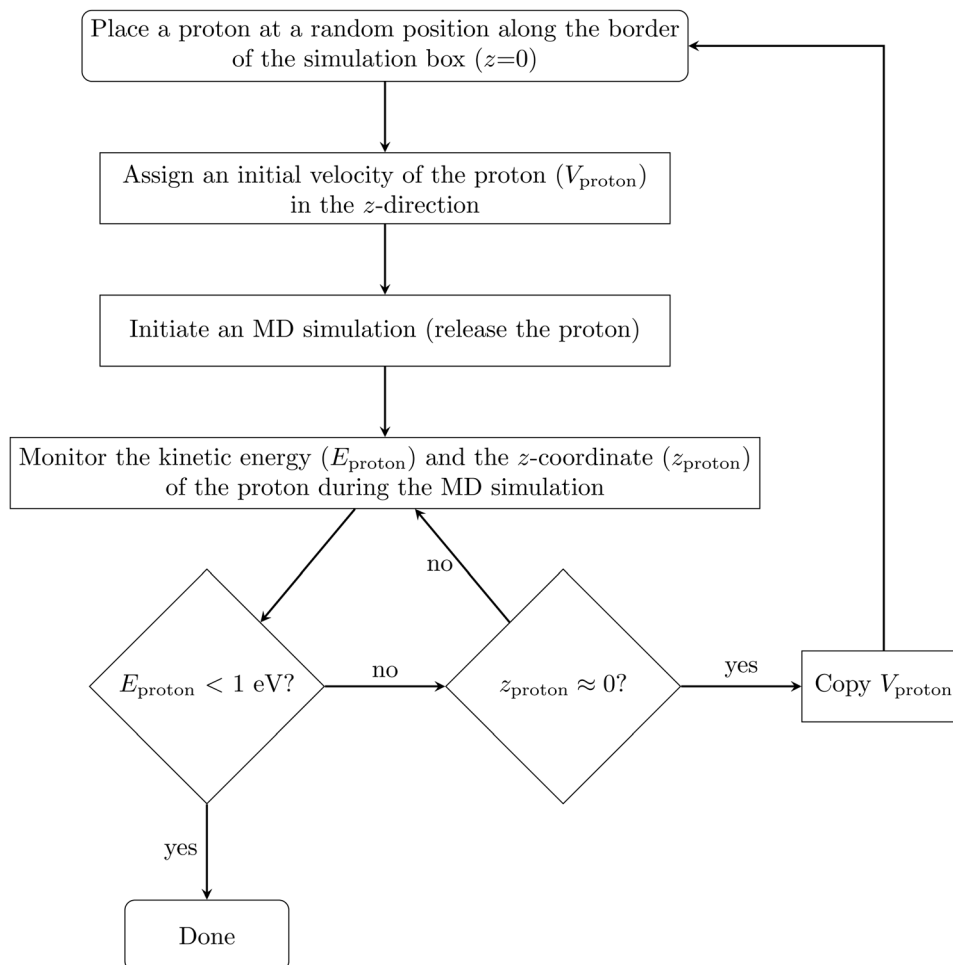 Place a proton at a random position along the border
of the simulation box (z=0)
Assign an initial velocity of the proton (V_proton)
in the z-direction
Initiate an MD simulation (release the proton)
Monitor the kinetic energy (E_proton) and the z-coordinate (z_proton)
of the proton during the MD simulation
no
E_proton < 1 eV?
no
z_proton ≈ 0?
yes
Copy V_proton
yes
Done